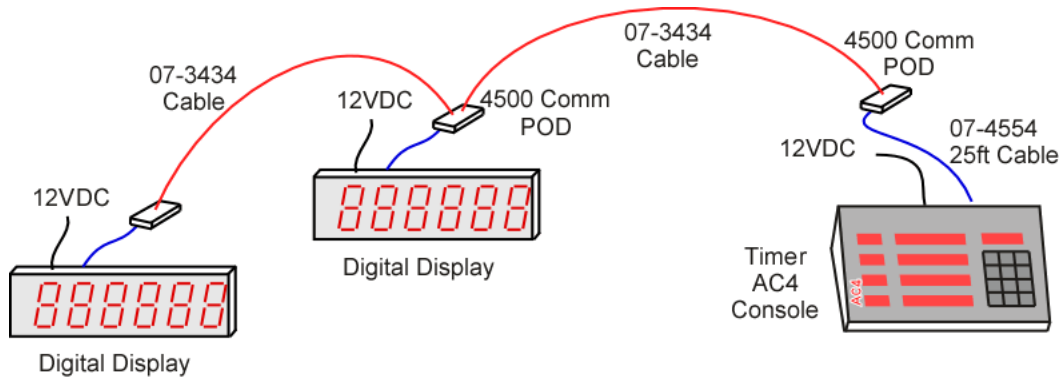 07-3434
Cable
07-3434
Cable
4500 Comm
POD
12VDC
4500 Comm
POD
12VDC
07-4554
25ft Cable
12VDC
888888
Digital Display
888888
Digital Display
Timer
AC4
Console
AC4